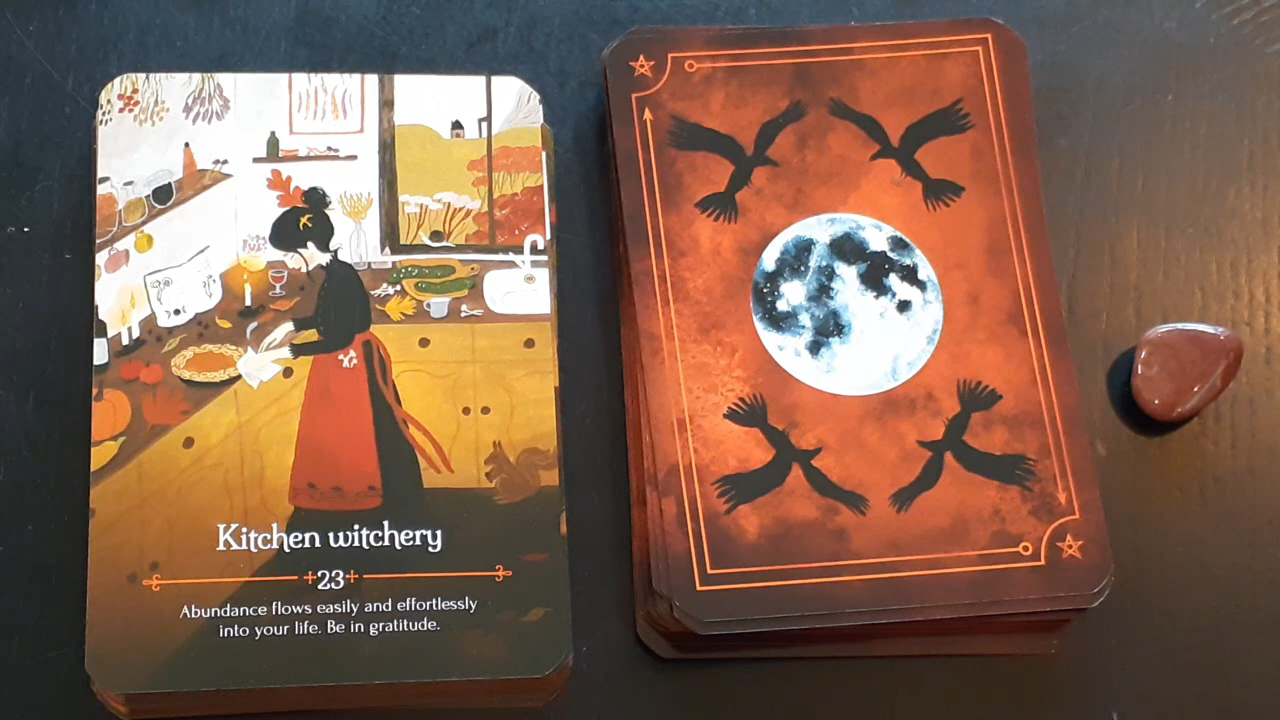 Kitchen witchery
23
Abundance flows easily and effortlessly
into your life. Be in gratitude.